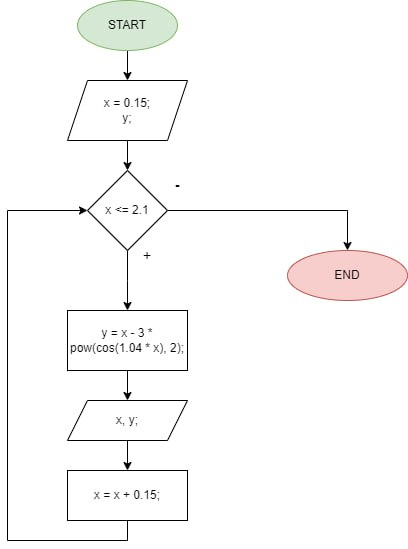 START
x = 0.15;
y;
x <= 2.1
-
+
END
y = x - 3 *
pow(cos(1.04 * x), 2);
x, y;
x = x + 0.15;